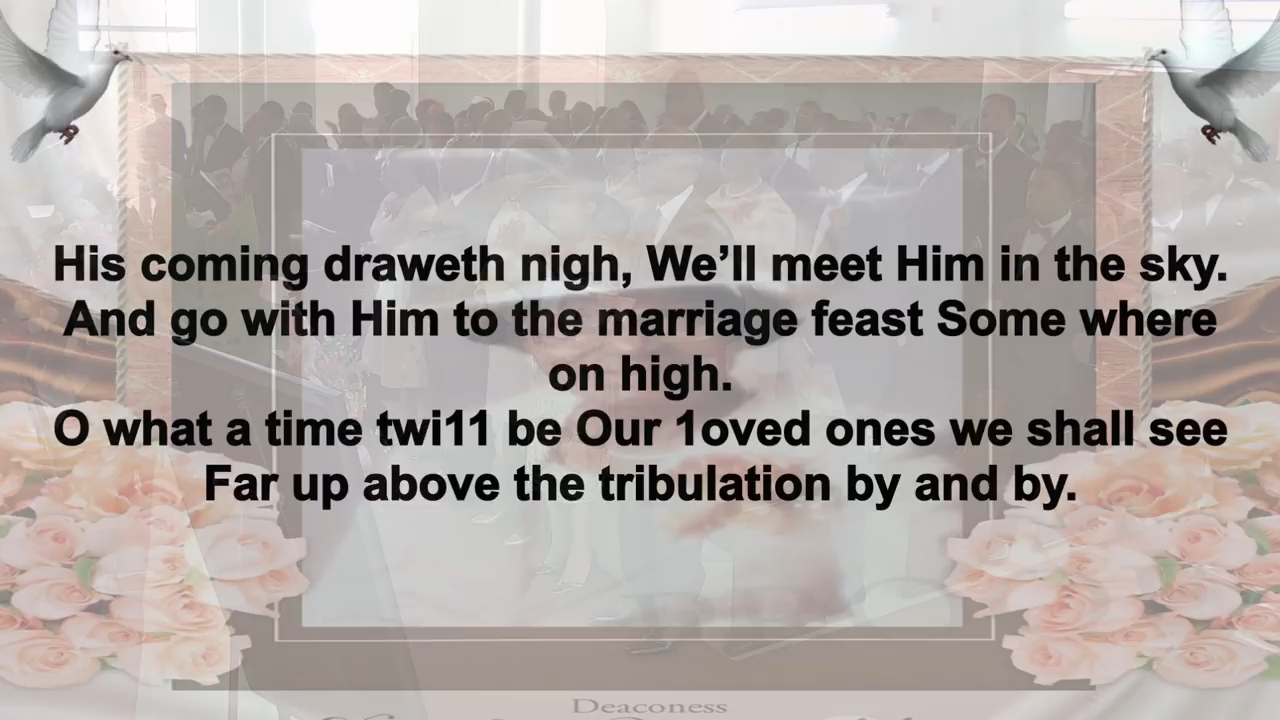 His coming draweth nigh, We’ll meet Him in the sky.
And go with Him to the marriage feast Some where
on high.
O what a time twi11 be Our 1oved ones we shall see
Far up above the tribulation by and by.
Deaconess